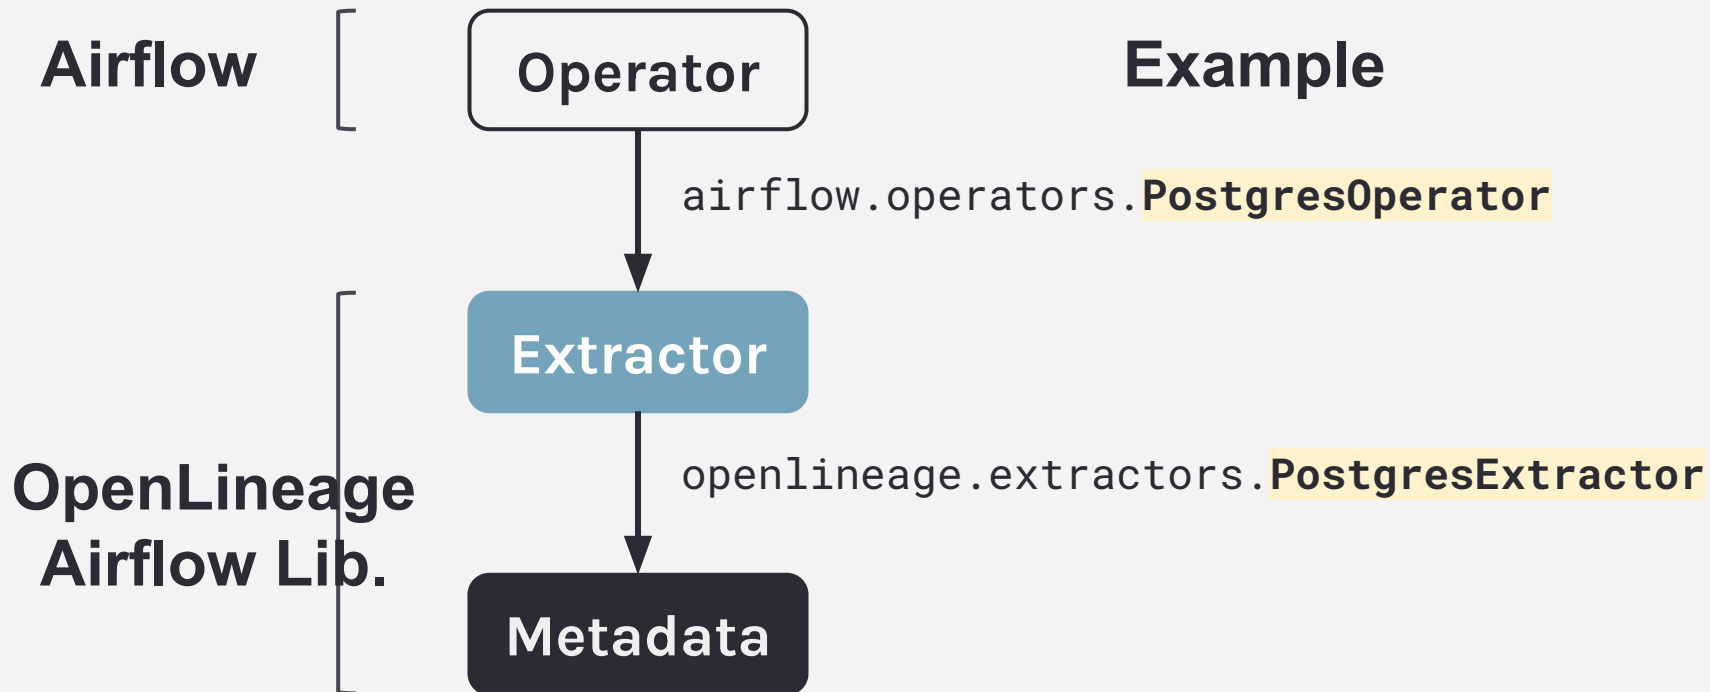 Airflow
Operator
Example
airflow.operators.PostgresOperator
Extractor
openlineage.extractors.PostgresExtractor
OpenLineage
Airflow Lib.
Metadata